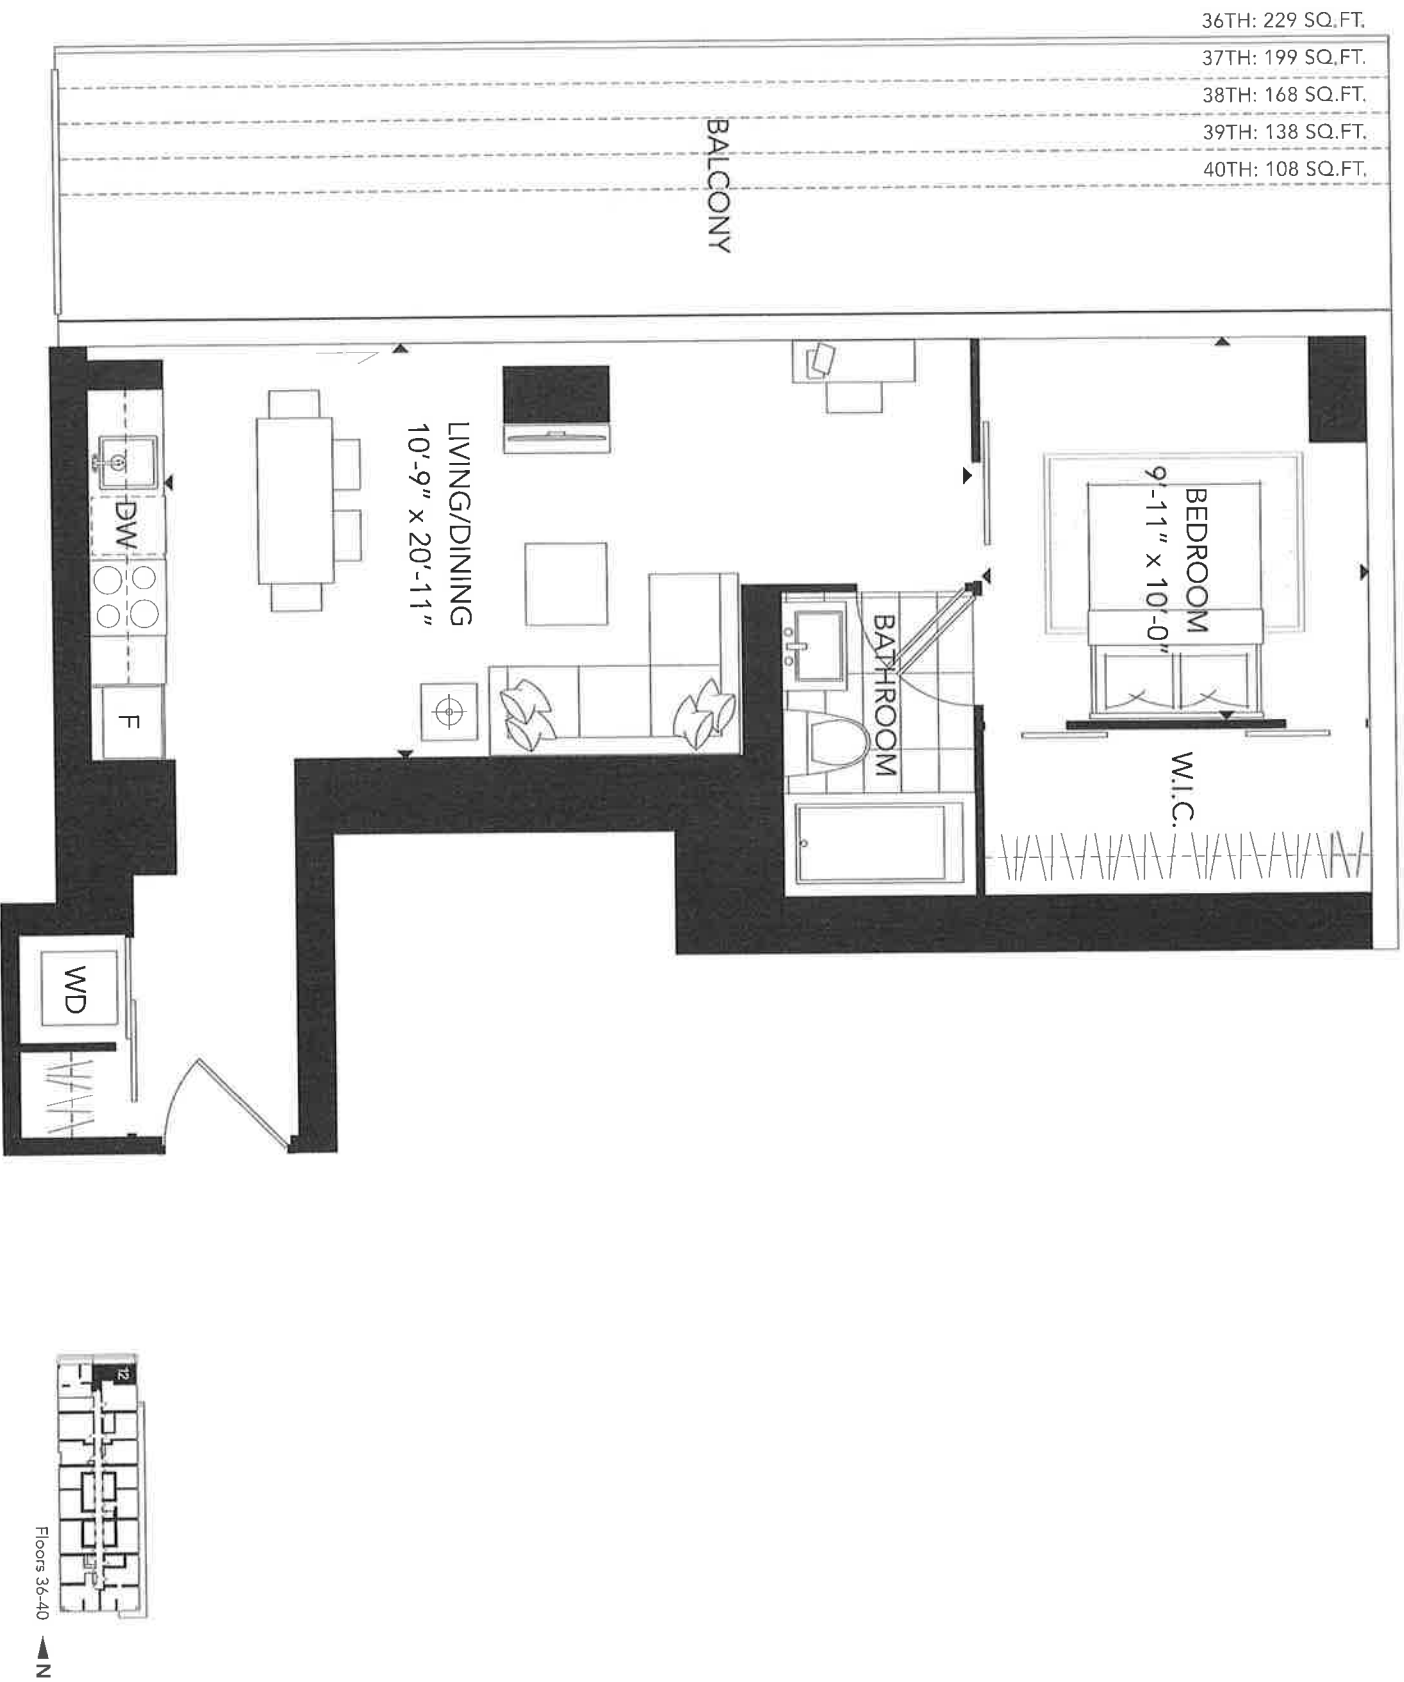 36TH: 229 SQ.FT.
37TH: 199 SQ.FT.
38TH: 168 SQ.FT.
39TH: 138 SQ.FT.
40TH: 108 SQ.FT.
BALCONY
LIVING/DINING
10'-9" x 20'-11"
BEDROOM
9'-11" x 10'-0"
BATHROOM
W.I.C.
DW
F
WD
12
Floors 36-40
N